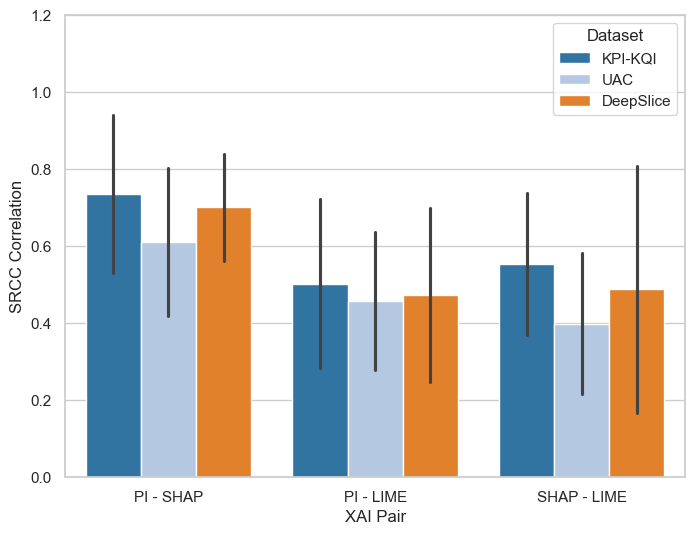 1.2
1.0
0.8
0.6
0.4
0.2
0.0
SRCC Correlation
Dataset
KPI-KQI
UAC
DeepSlice
PI - SHAP
PI - LIME
SHAP - LIME
XAI Pair